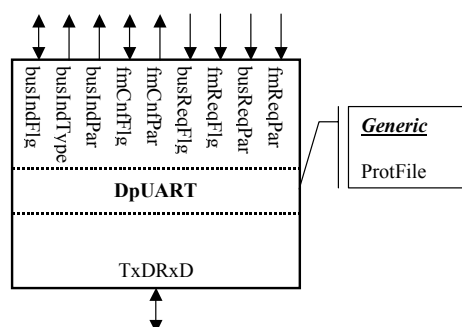 busIndFlg
busIndType
busIndPar
fmCnfFlg
fmCnfPar
busReqFlg
fmReqFlg
busReqPar
fmReqPar
DpUART
TxDRxD
Generic
ProtFile